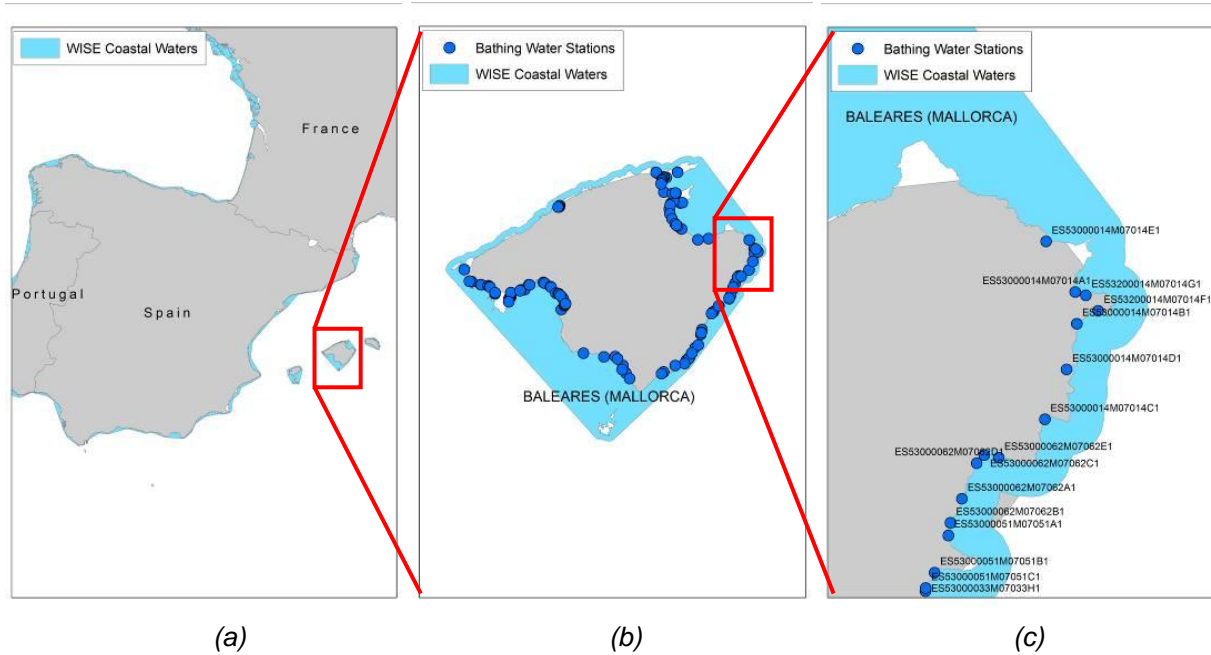 WISE Coastal Waters
France
Portugal
Spain
(a)
Bathing Water Stations
WISE Coastal Waters
BALEARES (MALLORCA)
(b)
Bathing Water Stations
WISE Coastal Waters
BALEARES (MALLORCA)
ES53000014M07014E1
ES53000014M07014A1
ES53200014M07014G1
ES53200014M07014F1
ES53000014M07014B1
ES53000014M07014D1
ES53000014M07014C1
ES53000062M07062D1
ES53000062M07062E1
ES53000062M07062C1
ES53000062M07062A1
ES53000062M07062B1
ES53000051M07051A1
ES53000051M07051B1
ES53000051M07051C1
ES53000033M07033H1
(c)